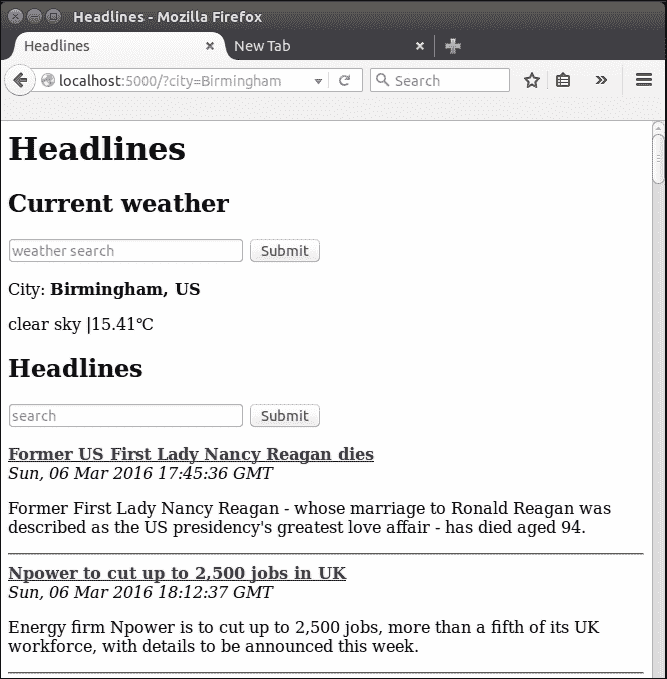 Headlines - Mozilla Firefox
Headlines
New Tab
localhost:5000/?city=Birmingham
Search
Headlines
Current weather
weather search
Submit
City: Birmingham, US
clear sky |15.41℃
Headlines
search
Submit
Former US First Lady Nancy Reagan dies
Sun, 06 Mar 2016 17:45:36 GMT
Former First Lady Nancy Reagan - whose marriage to Ronald Reagan was
described as the US presidency's greatest love affair - has died aged 94.
Npower to cut up to 2,500 jobs in UK
Sun, 06 Mar 2016 18:12:37 GMT
Energy firm Npower is to cut up to 2,500 jobs, more than a fifth of its UK
workforce, with details to be announced this week.